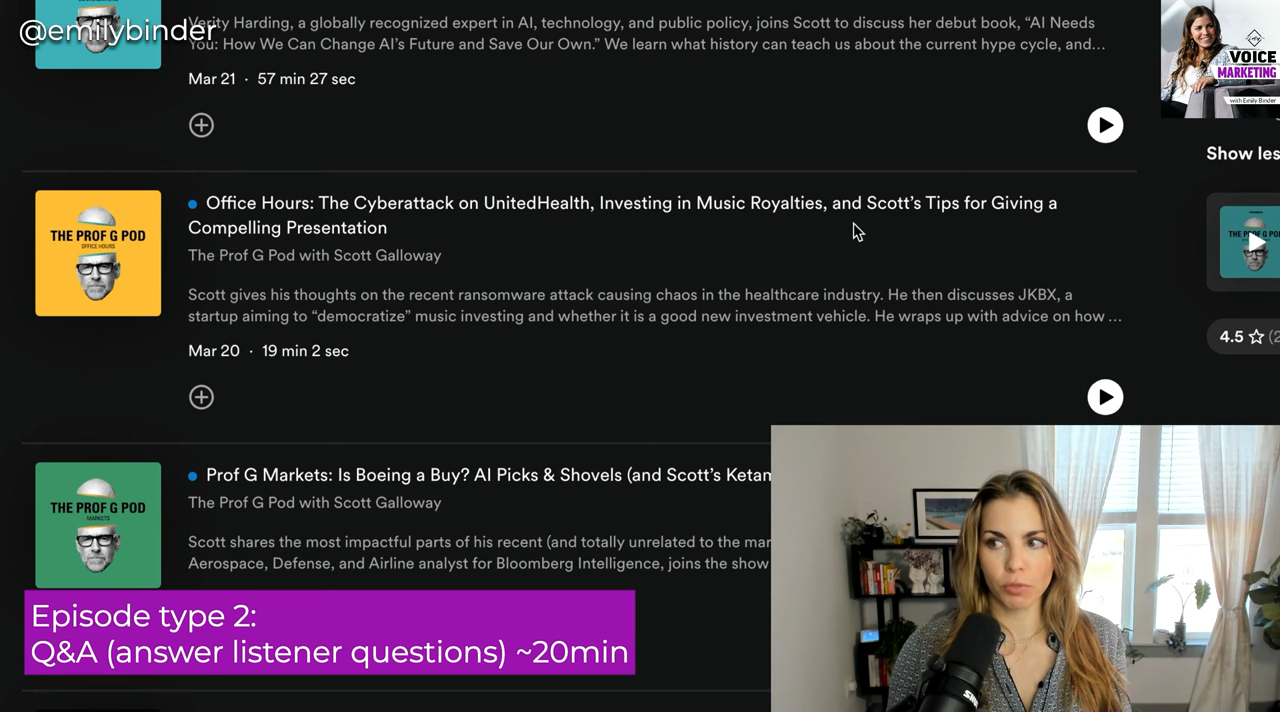 @emilybinder
Verity Harding, a globally recognized expert in AI, technology, and public policy, joins Scott to discuss her debut book, “AI Needs
You: How We Can Change AI’s Future and Save Our Own.” We learn what history can teach us about the current hype cycle, and…
Mar 21 · 57 min 27 sec
VOICE
MARKETING
with Emily Binder
Show les
THE PROF G POD
OFFICE HOURS
Office Hours: The Cyberattack on UnitedHealth, Investing in Music Royalties, and Scott’s Tips for Giving a
Compelling Presentation
The Prof G Pod with Scott Galloway
Scott gives his thoughts on the recent ransomware attack causing chaos in the healthcare industry. He then discusses JKBX, a
startup aiming to “democratize” music investing and whether it is a good new investment vehicle. He wraps up with advice on how …
Mar 20 · 19 min 2 sec
4.5
THE PROF G POD
MARKETS
Prof G Markets: Is Boeing a Buy? AI Picks & Shovels (and Scott’s Ketam
The Prof G Pod with Scott Galloway
Scott shares the most impactful parts of his recent (and totally unrelated to the mar
Aerospace, Defense, and Airline analyst for Bloomberg Intelligence, joins the show
Episode type 2:
Q&A (answer listener questions) ~20min